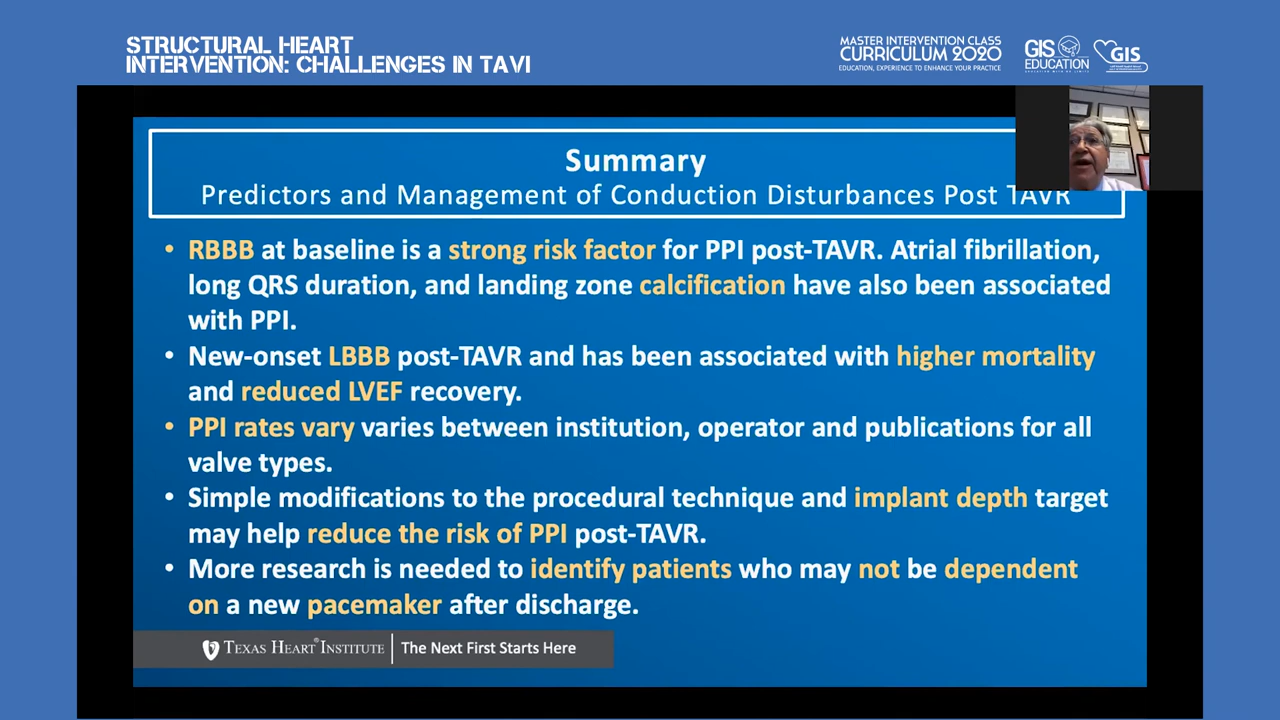 STRUCTURAL HEART
INTERVENTION: CHALLENGES IN TAVI
MASTER INTERVENTION CLASS
CURRICULUM 2020
EDUCATION, EXPERIENCE TO ENHANCE YOUR PRACTICE
GIS
EDUCATION
GIS
Summary
Predictors and Management of Conduction Disturbances Post TAVR
• RBBB at baseline is a strong risk factor for PPI post-TAVR. Atrial fibrillation,
long QRS duration, and landing zone calcification have also been associated
with PPI.
• New-onset LBBB post-TAVR and has been associated with higher mortality
and reduced LVEF recovery.
• PPI rates vary varies between institution, operator and publications for all
valve types.
• Simple modifications to the procedural technique and implant depth target
may help reduce the risk of PPI post-TAVR.
• More research is needed to identify patients who may not be dependent
on a new pacemaker after discharge.
TEXAS HEART® INSTITUTE | The Next First Starts Here